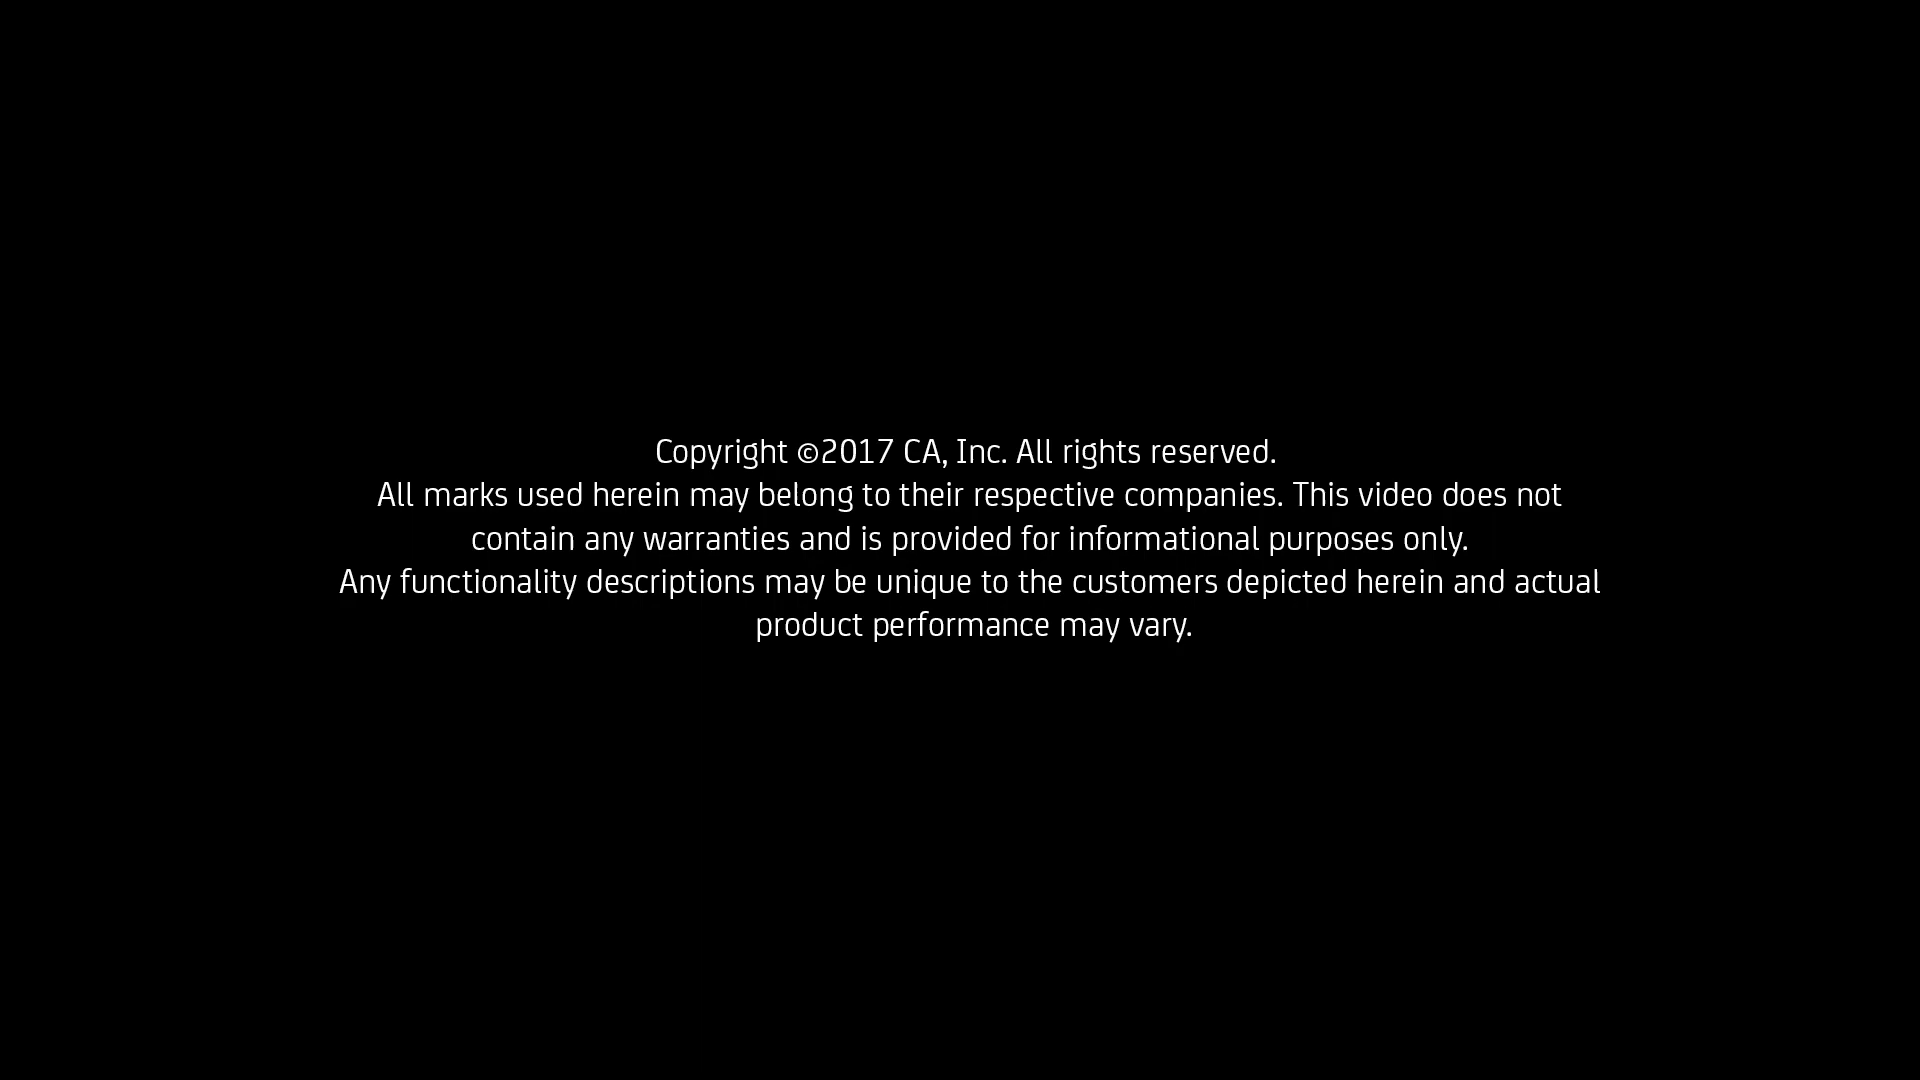 Copyright ©2017 CA, Inc. All rights reserved.
All marks used herein may belong to their respective companies. This video does not
contain any warranties and is provided for informational purposes only.
Any functionality descriptions may be unique to the customers depicted herein and actual
product performance may vary.